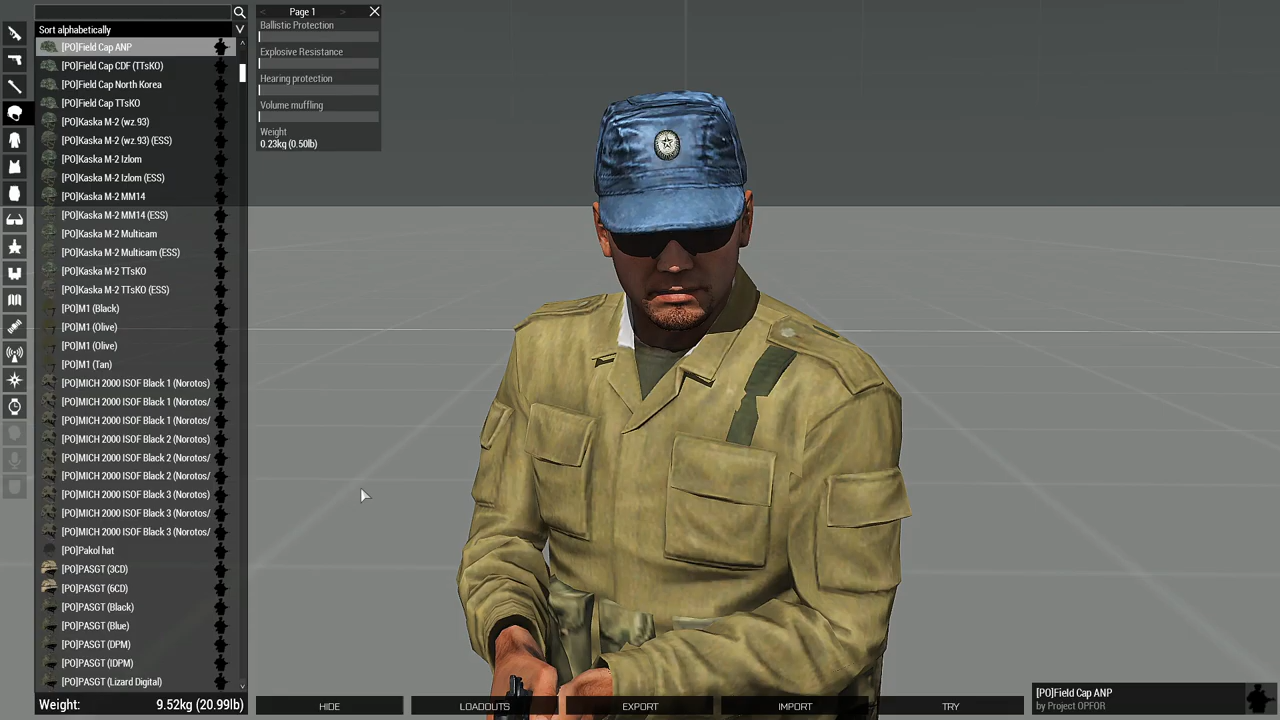 Sort alphabetically
[PO]Field Cap ANP
[PO]Field Cap CDF (TTsKO)
[PO]Field Cap North Korea
[PO]Field Cap TTsKO
[PO]Kaska M-2 (wz.93)
[PO]Kaska M-2 (wz.93) (ESS)
[PO]Kaska M-2 Izlom
[PO]Kaska M-2 Izlom (ESS)
[PO]Kaska M-2 MM14
[PO]Kaska M-2 MM14 (ESS)
[PO]Kaska M-2 Multicam
[PO]Kaska M-2 Multicam (ESS)
[PO]Kaska M-2 TTsKO
[PO]Kaska M-2 TTsKO (ESS)
[PO]M1 (Black)
[PO]M1 (Olive)
[PO]M1 (Olive)
[PO]M1 (Tan)
[PO]MICH 2000 ISOF Black 1 (Norotos)
[PO]MICH 2000 ISOF Black 1 (Norotos/
[PO]MICH 2000 ISOF Black 1 (Norotos/
[PO]MICH 2000 ISOF Black 2 (Norotos)
[PO]MICH 2000 ISOF Black 2 (Norotos/
[PO]MICH 2000 ISOF Black 2 (Norotos/
[PO]MICH 2000 ISOF Black 3 (Norotos)
[PO]MICH 2000 ISOF Black 3 (Norotos/
[PO]MICH 2000 ISOF Black 3 (Norotos/
[PO]Pakol hat
[PO]PASGT (3CD)
[PO]PASGT (6CD)
[PO]PASGT (Black)
[PO]PASGT (Blue)
[PO]PASGT (DPM)
[PO]PASGT (IDPM)
[PO]PASGT (Lizard Digital)
Weight: 9.52kg (20.99lb)
< Page 1 >
Ballistic Protection
Explosive Resistance
Hearing protection
Volume muffling
Weight
0.23kg (0.50lb)
HIDE
LOADOUTS
EXPORT
IMPORT
TRY
[PO]Field Cap ANP
by Project OPFOR